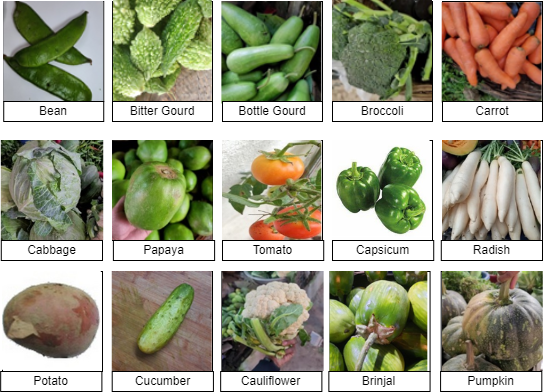 Bean
Bitter Gourd
Bottle Gourd
Broccoli
Carrot
Cabbage
Papaya
Tomato
Capsicum
Radish
Potato
Cucumber
Cauliflower
Brinjal
Pumpkin